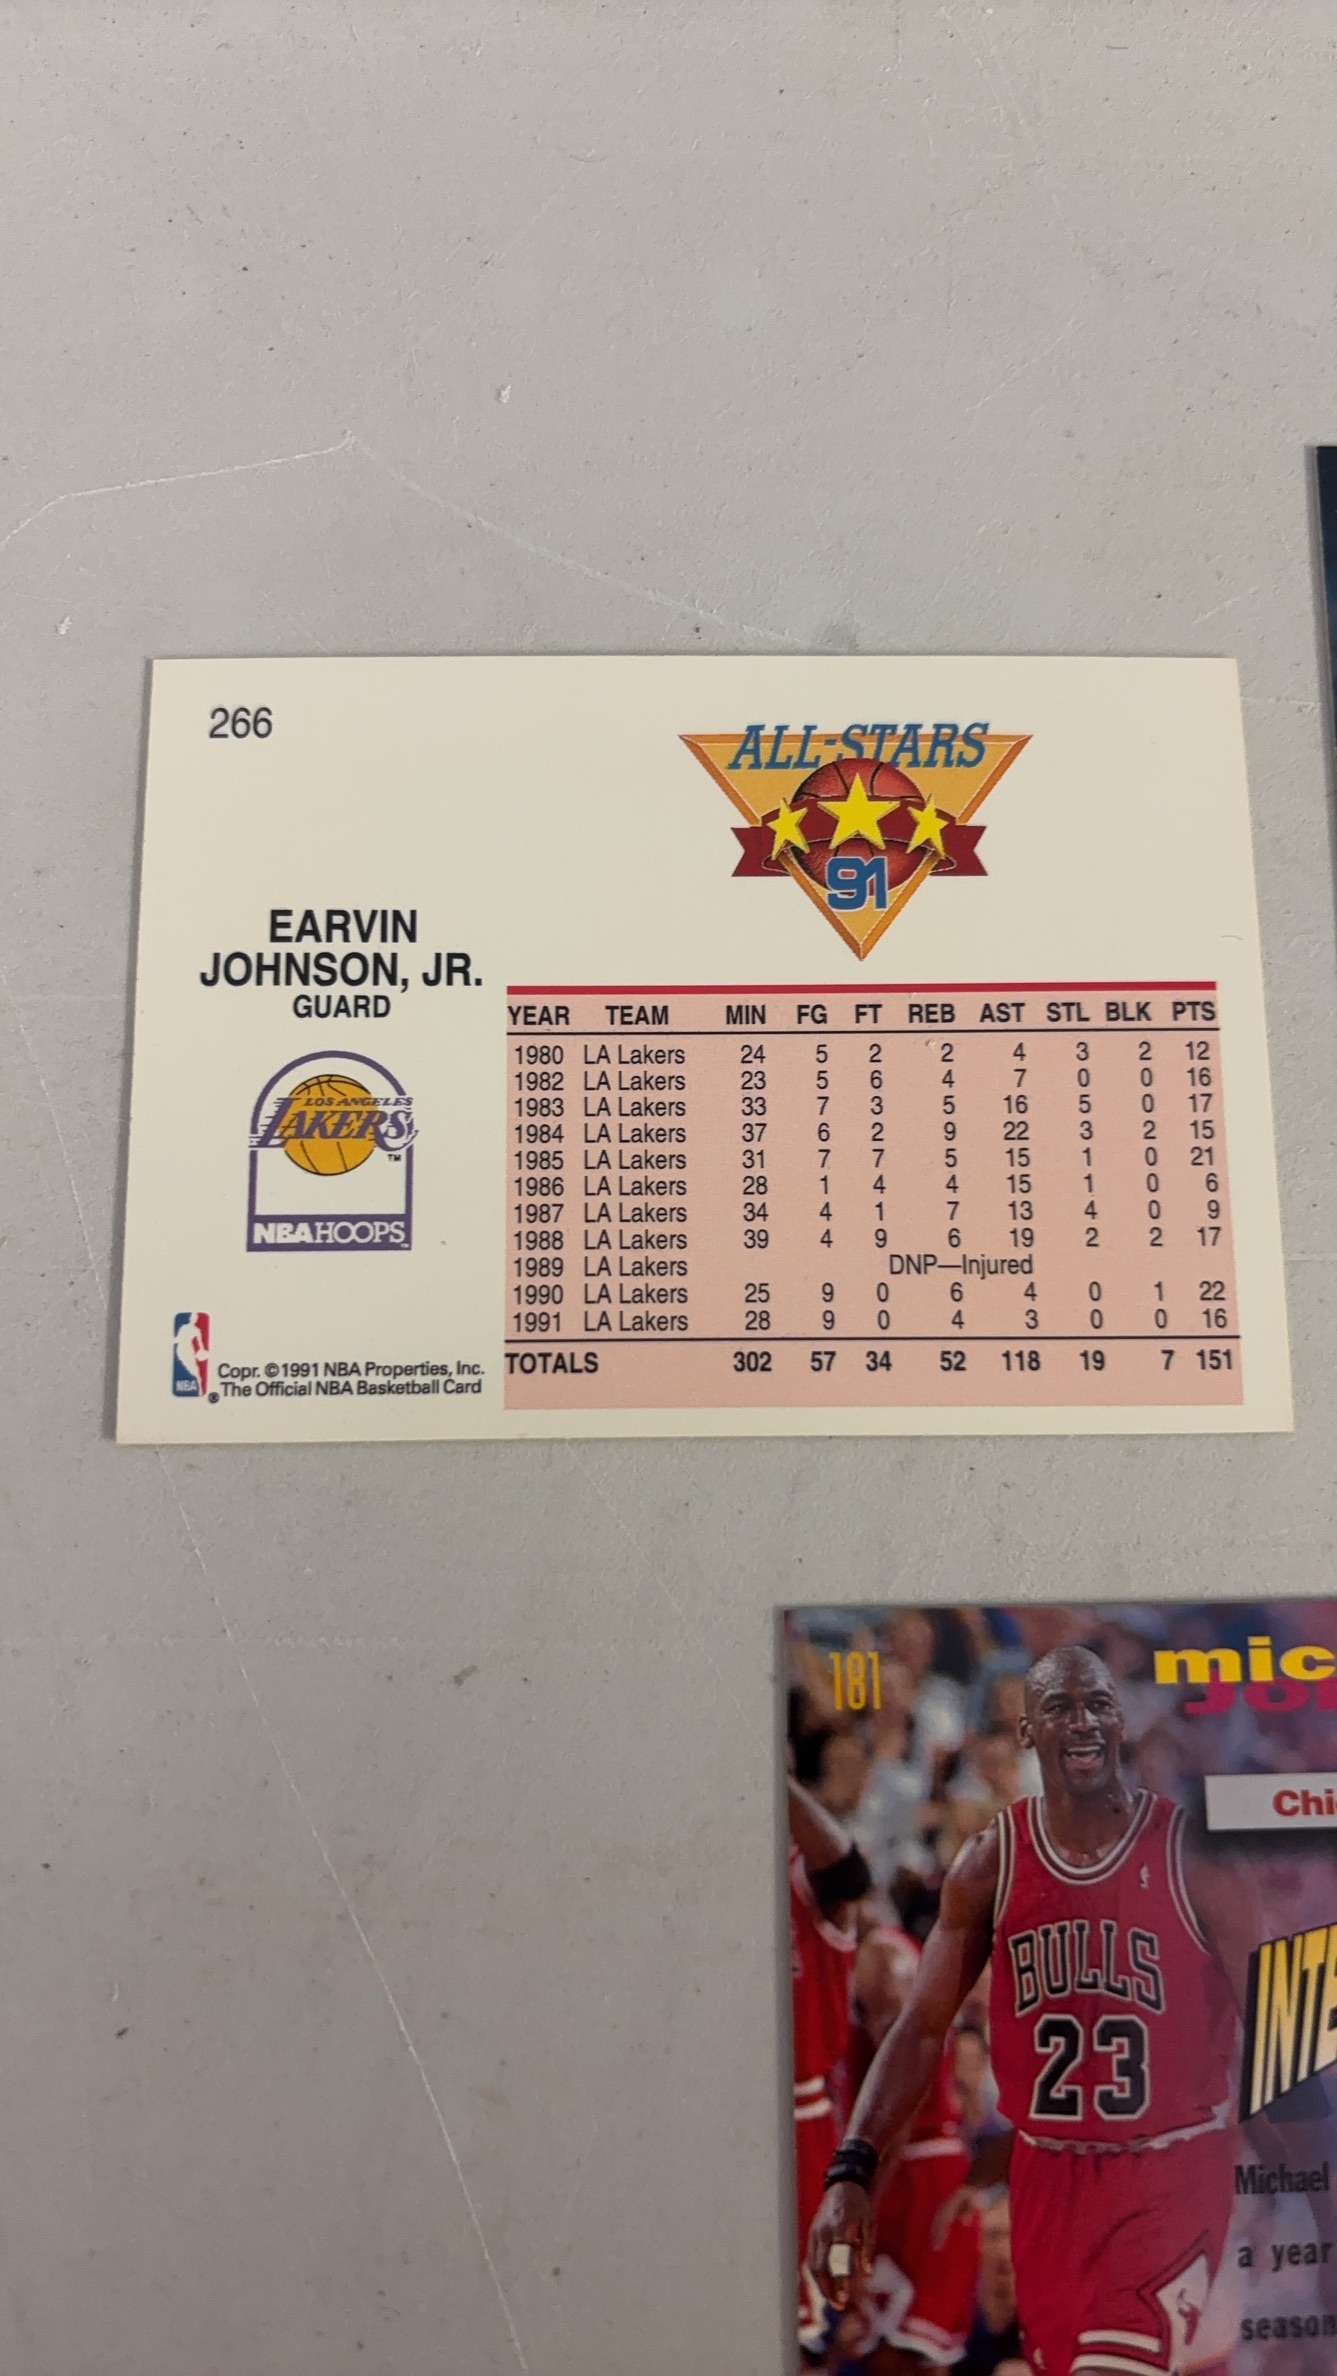 266
ALL-STARS
91
EARVIN
JOHNSON, JR.
GUARD
LOS ANGELES
LAKERS
TM
NBA HOOPS
YEAR TEAM MIN FG FT REB AST STL BLK PTS
1980 LA Lakers 24 5 2 2 4 3 2 12
1982 LA Lakers 23 5 6 4 7 0 0 16
1983 LA Lakers 33 7 3 5 16 5 0 17
1984 LA Lakers 37 6 2 9 22 3 2 15
1985 LA Lakers 31 7 7 5 15 1 0 21
1986 LA Lakers 28 1 4 4 15 1 0 6
1987 LA Lakers 34 4 1 7 13 4 0 9
1988 LA Lakers 39 4 9 6 19 2 2 17
1989 LA Lakers DNP—Injured
1990 LA Lakers 25 9 0 6 4 0 1 22
1991 LA Lakers 28 9 0 4 3 0 0 16
TOTALS 302 57 34 52 118 19 7 151
NBA ®
Copr. ©1991 NBA Properties, Inc.
The Official NBA Basketball Card
181
mic
Jor
Chi
BULLS
23
INTE
Michael
a year
season